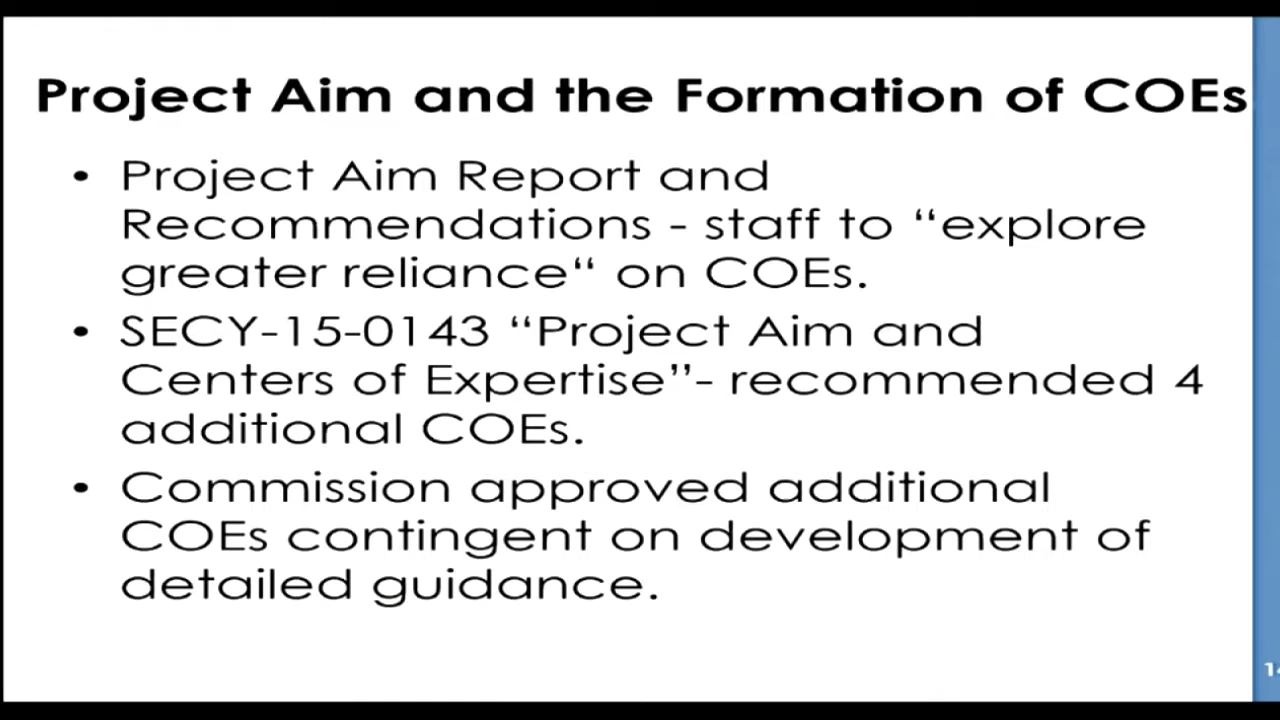 Project Aim and the Formation of COEs
• Project Aim Report and
Recommendations - staff to “explore
greater reliance“ on COEs.
• SECY-15-0143 “Project Aim and
Centers of Expertise”- recommended 4
additional COEs.
• Commission approved additional
COEs contingent on development of
detailed guidance.